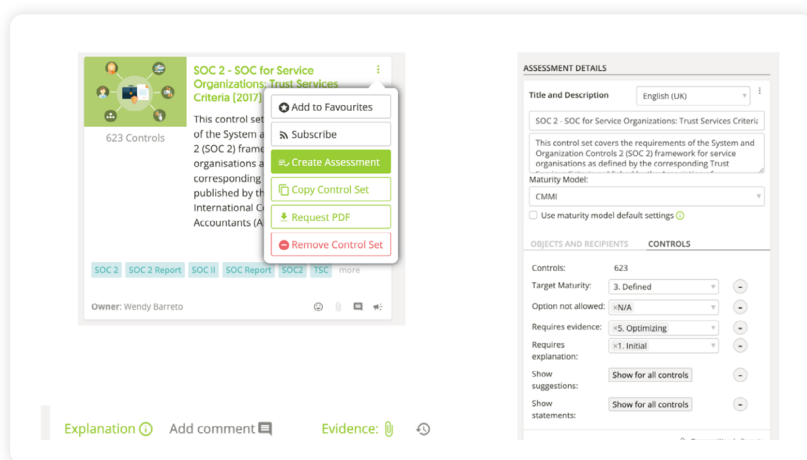 SOC 2 - SOC for Service
Organizations: Trust Services
Criteria (2017)
623 Controls
This control set
of the System a
2 (SOC 2) frame
organisations a
corresponding
published by th
International C
Accountants (A
Add to Favourites
Subscribe
Create Assessment
Copy Control Set
Request PDF
Remove Control Set
SOC 2 SOC 2 Report SOC II SOC Report SOC2 TSC more
Owner: Wendy Barreto
Explanation Add comment Evidence:
ASSESSMENT DETAILS
Title and Description English (UK)
SOC 2 - SOC for Service Organizations: Trust Services Criteria
This control set covers the requirements of the System and
Organization Controls 2 (SOC 2) framework for service
organisations as defined by the corresponding Trust
Maturity Model:
CMMI
Use maturity model default settings
OBJECTS AND RECIPIENTS CONTROLS
Controls: 623
Target Maturity: 3. Defined
Option not allowed: ×N/A
Requires evidence: ×5. Optimizing
Requires explanation: ×1. Initial
Show suggestions: Show for all controls
Show statements: Show for all controls